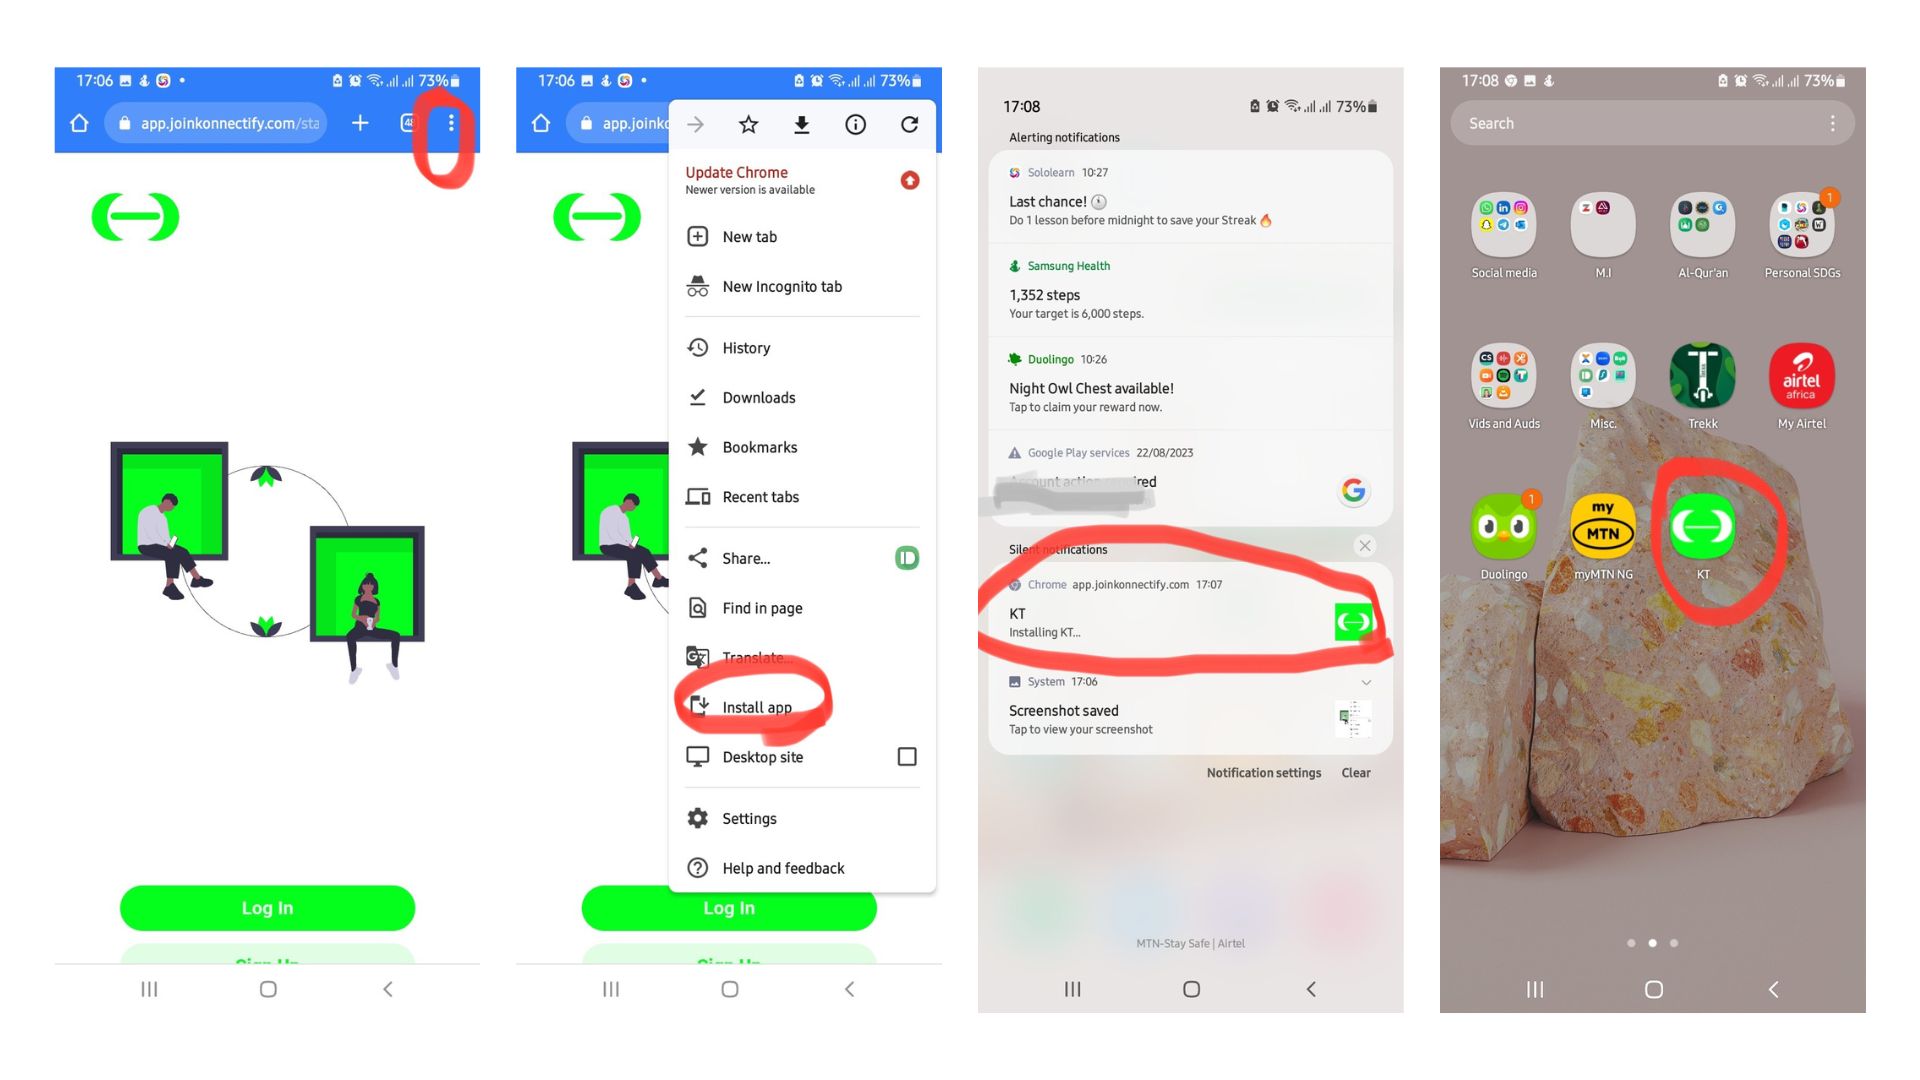 17:06
73%
app.joinkonnectify.com/sta
48
Log In
Sign Up
17:06
73%
app.joinko
Update Chrome
Newer version is available
New tab
New Incognito tab
History
Downloads
Bookmarks
Recent tabs
Share...
Find in page
Translate...
Install app
Desktop site
Settings
Help and feedback
Log In
Sign Up
17:08
73%
Alerting notifications
Sololearn 10:27
Last chance!
Do 1 lesson before midnight to save your Streak
Samsung Health
1,352 steps
Your target is 6,000 steps.
Duolingo 10:26
Night Owl Chest available!
Tap to claim your reward now.
Google Play services 22/08/2023
Account action required
Silent notifications
Chrome app.joinkonnectify.com 17:07
KT
Installing KT...
System 17:06
Screenshot saved
Tap to view your screenshot
Notification settings Clear
MTN-Stay Safe | Airtel
17:08
73%
Search
1
Social media
M.I
Al-Qur'an
Personal SDGs
airtel
africa
Vids and Auds
Misc.
Trekk
My Airtel
1
my
MTN
Duolingo
myMTN NG
KT